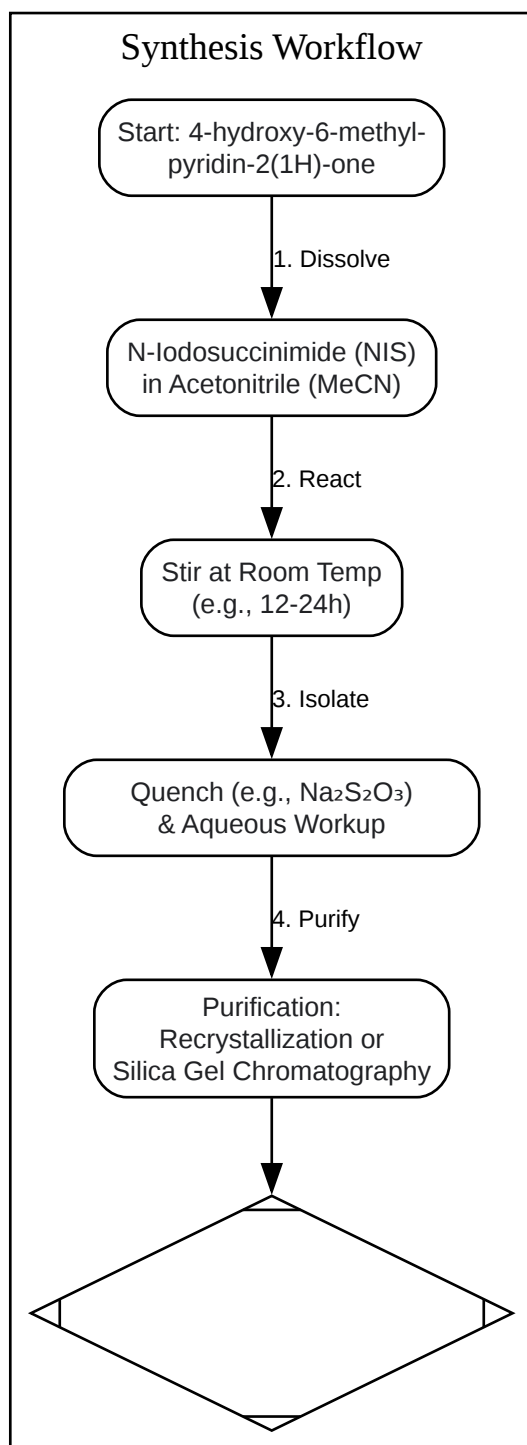 Synthesis Workflow
Start: 4-hydroxy-6-methyl-
pyridin-2(1H)-one
1. Dissolve
N-Iodosuccinimide (NIS)
in Acetonitrile (MeCN)
2. React
Stir at Room Temp
(e.g., 12-24h)
3. Isolate
Quench (e.g., Na₂S₂O₃)
& Aqueous Workup
4. Purify
Purification:
Recrystallization or
Silica Gel Chromatography